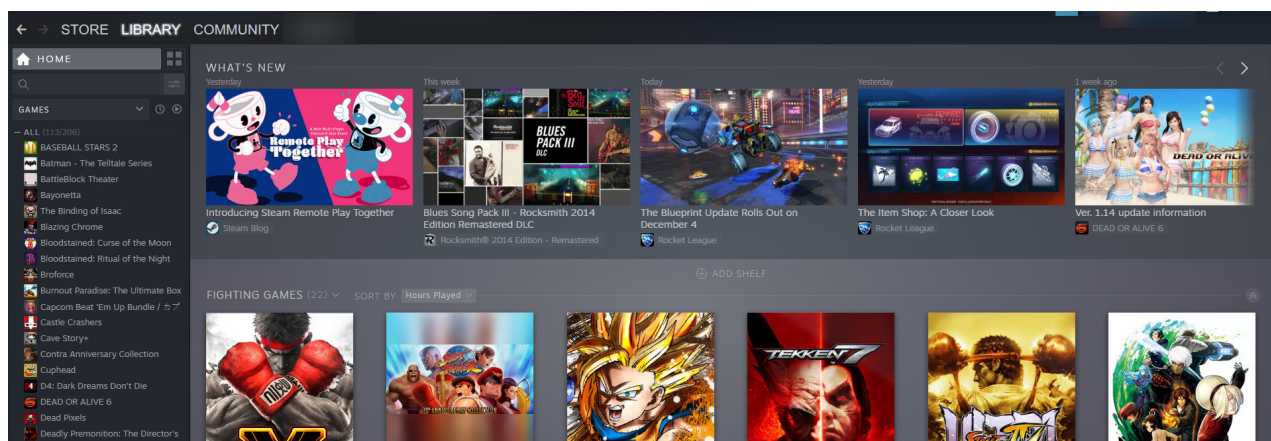 STORE LIBRARY COMMUNITY
HOME
GAMES
ALL (113/206)
BASEBALL STARS 2
Batman - The Telltale Series
BattleBlock Theater
Bayonetta
The Binding of Isaac
Blazing Chrome
Bloodstained: Curse of the Moon
Bloodstained: Ritual of the Night
Broforce
Burnout Paradise: The Ultimate Box
Capcom Beat 'Em Up Bundle / カプ
Castle Crashers
Cave Story+
Contra Anniversary Collection
Cuphead
D4: Dark Dreams Don't Die
DEAD OR ALIVE 6
Dead Pixels
Deadly Premonition: The Director's
WHAT'S NEW
Yesterday
Remote Play
Together
Introducing Steam Remote Play Together
Steam Blog
This week
BLUES
PACK III
DLC
Blues Song Pack III - Rocksmith 2014
Edition Remastered DLC
Rocksmith® 2014 Edition - Remastered
Today
The Blueprint Update Rolls Out on
December 4
Rocket League
Yesterday
The Item Shop: A Closer Look
Rocket League
1 week ago
DEAD OR ALIVE
Ver. 1.14 update information
DEAD OR ALIVE 6
ADD SHELF
FIGHTING GAMES (22) SORT BY Hours Played
STREET
FIGHTER
TEKKEN 7